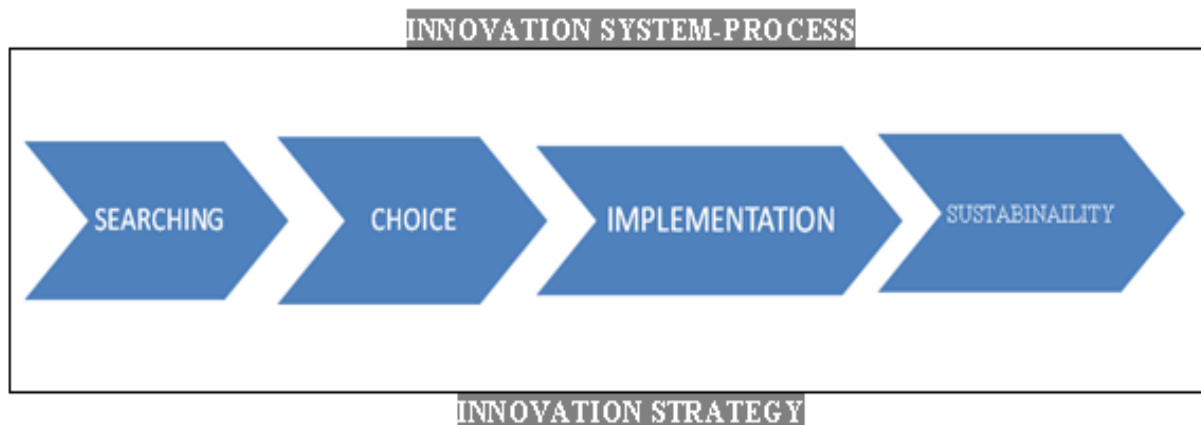 INNOVATION SYSTEM-PROCESS
SEARCHING
CHOICE
IMPLEMENTATION
SUSTABINAILITY
INNOVATION STRATEGY